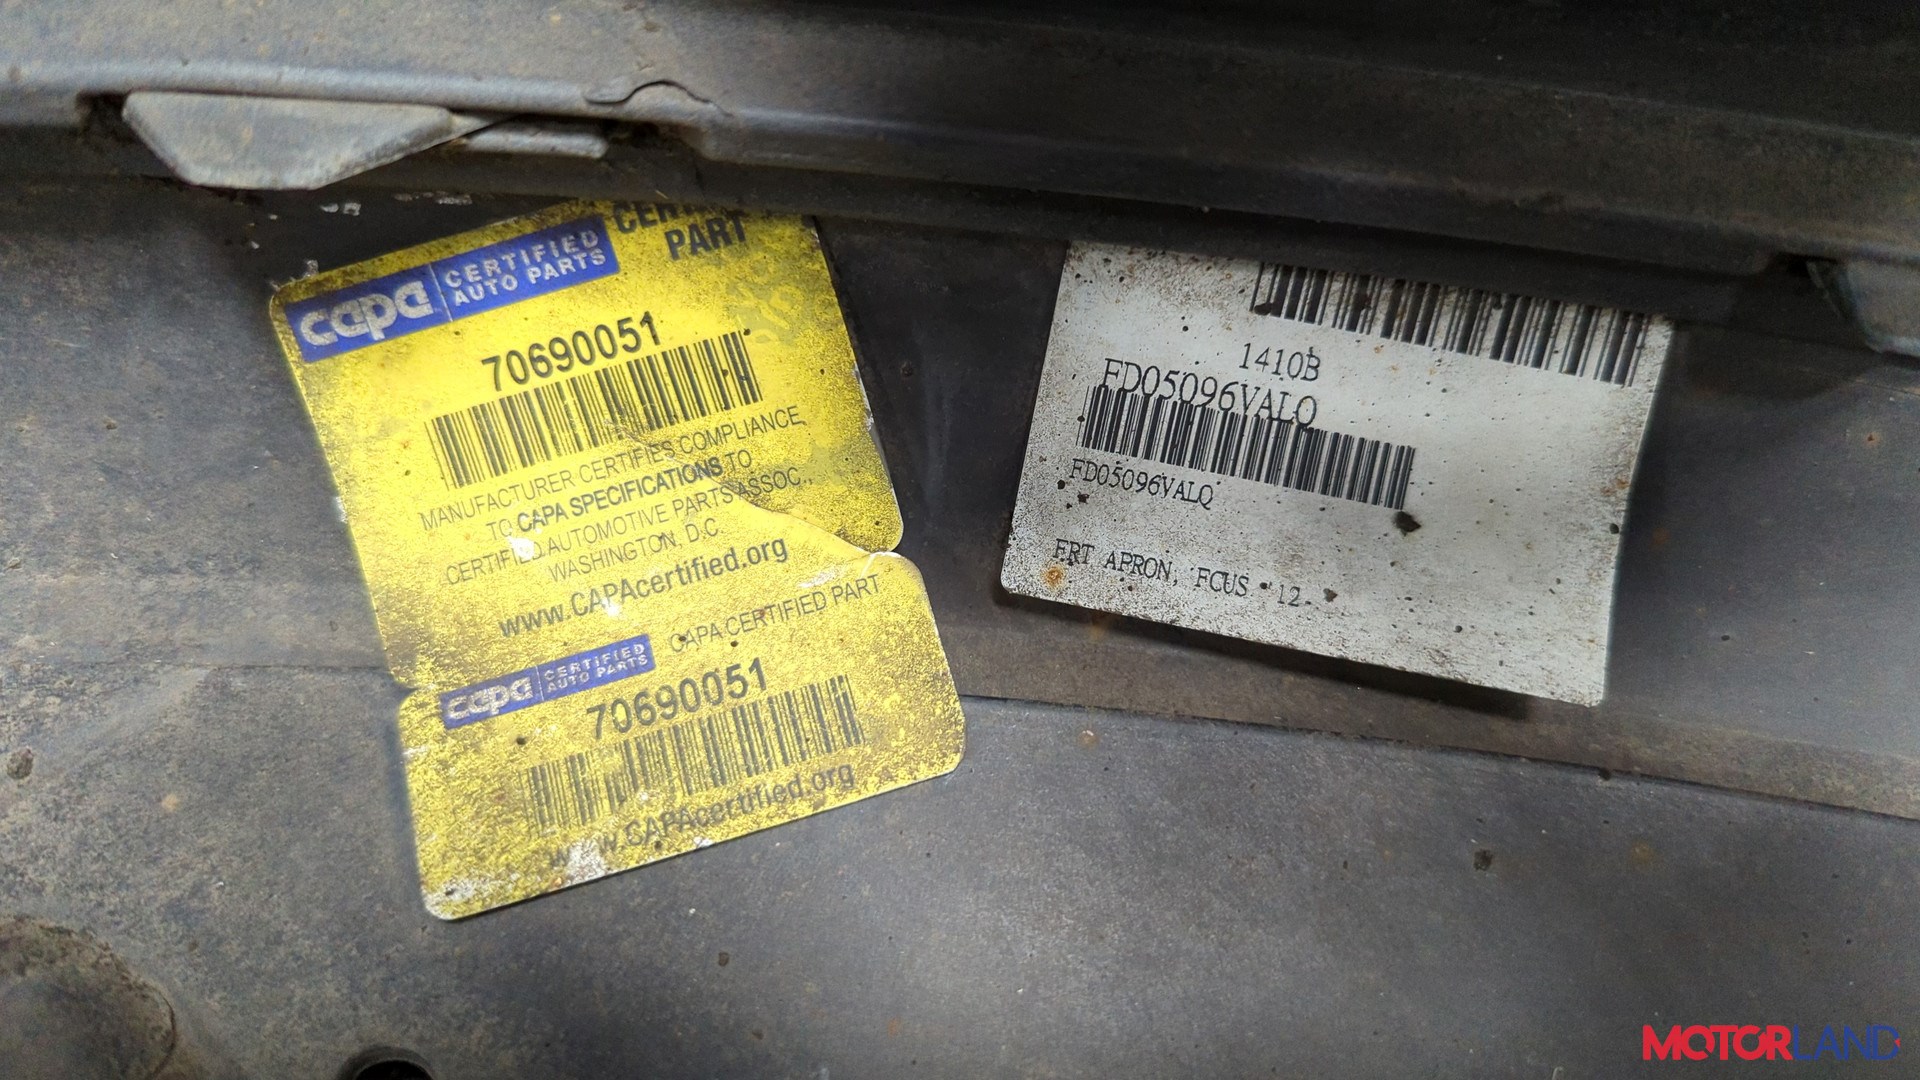 CERTIFIED PART
capa CERTIFIED AUTO PARTS
70690051
MANUFACTURER CERTIFIES COMPLIANCE
TO CAPA SPECIFICATIONS TO
CERTIFIED AUTOMOTIVE PARTS ASSOC.,
WASHINGTON, D.C.
www.CAPAcertified.org
capa CERTIFIED AUTO PARTS CAPA CERTIFIED PART
70690051
www.CAPAcertified.org
1410B
FD05096VALQ
FD05096VALQ
FRT APRON, FCUS '12-
MOTORLAND